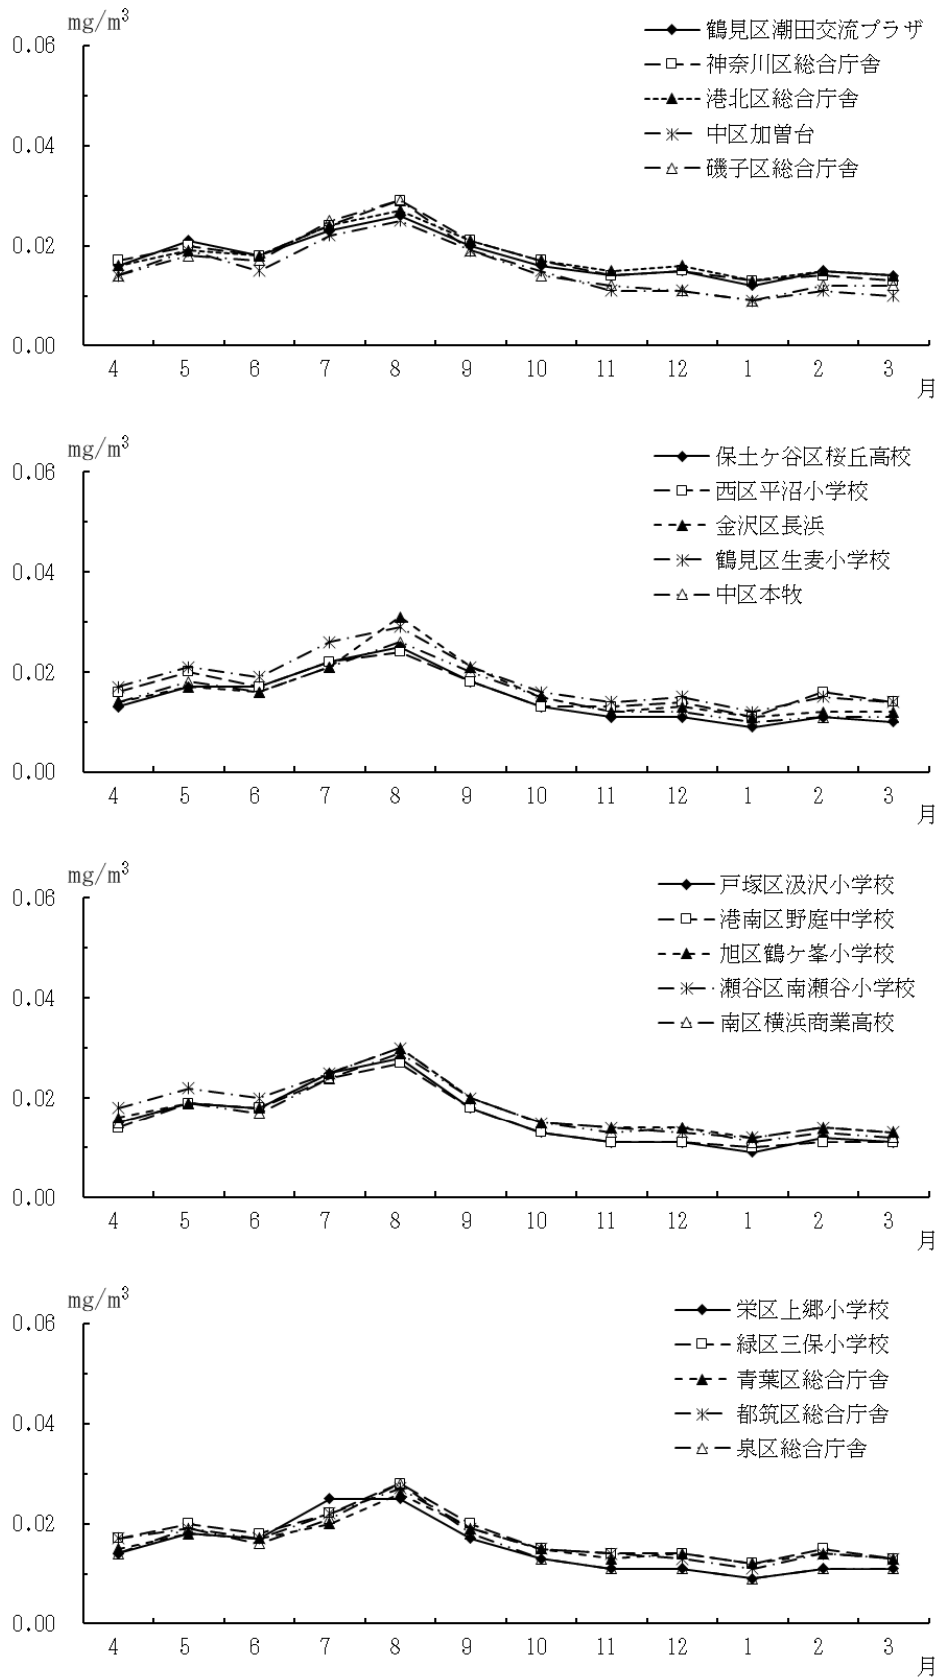 mg/m³
鶴見区潮田交流プラザ
神奈川区総合庁舎
港北区総合庁舎
中区加曽台
磯子区総合庁舎
0.06
0.04
0.02
0.00
4 5 6 7 8 9 10 11 12 1 2 3
月
mg/m³
保土ケ谷区桜丘高校
西区平沼小学校
金沢区長浜
鶴見区生麦小学校
中区本牧
0.06
0.04
0.02
0.00
4 5 6 7 8 9 10 11 12 1 2 3
月
mg/m³
戸塚区汲沢小学校
港南区野庭中学校
旭区鶴ケ峯小学校
瀬谷区南瀬谷小学校
南区横浜商業高校
0.06
0.04
0.02
0.00
4 5 6 7 8 9 10 11 12 1 2 3
月
mg/m³
栄区上郷小学校
緑区三保小学校
青葉区総合庁舎
都筑区総合庁舎
泉区総合庁舎
0.06
0.04
0.02
0.00
4 5 6 7 8 9 10 11 12 1 2 3
月